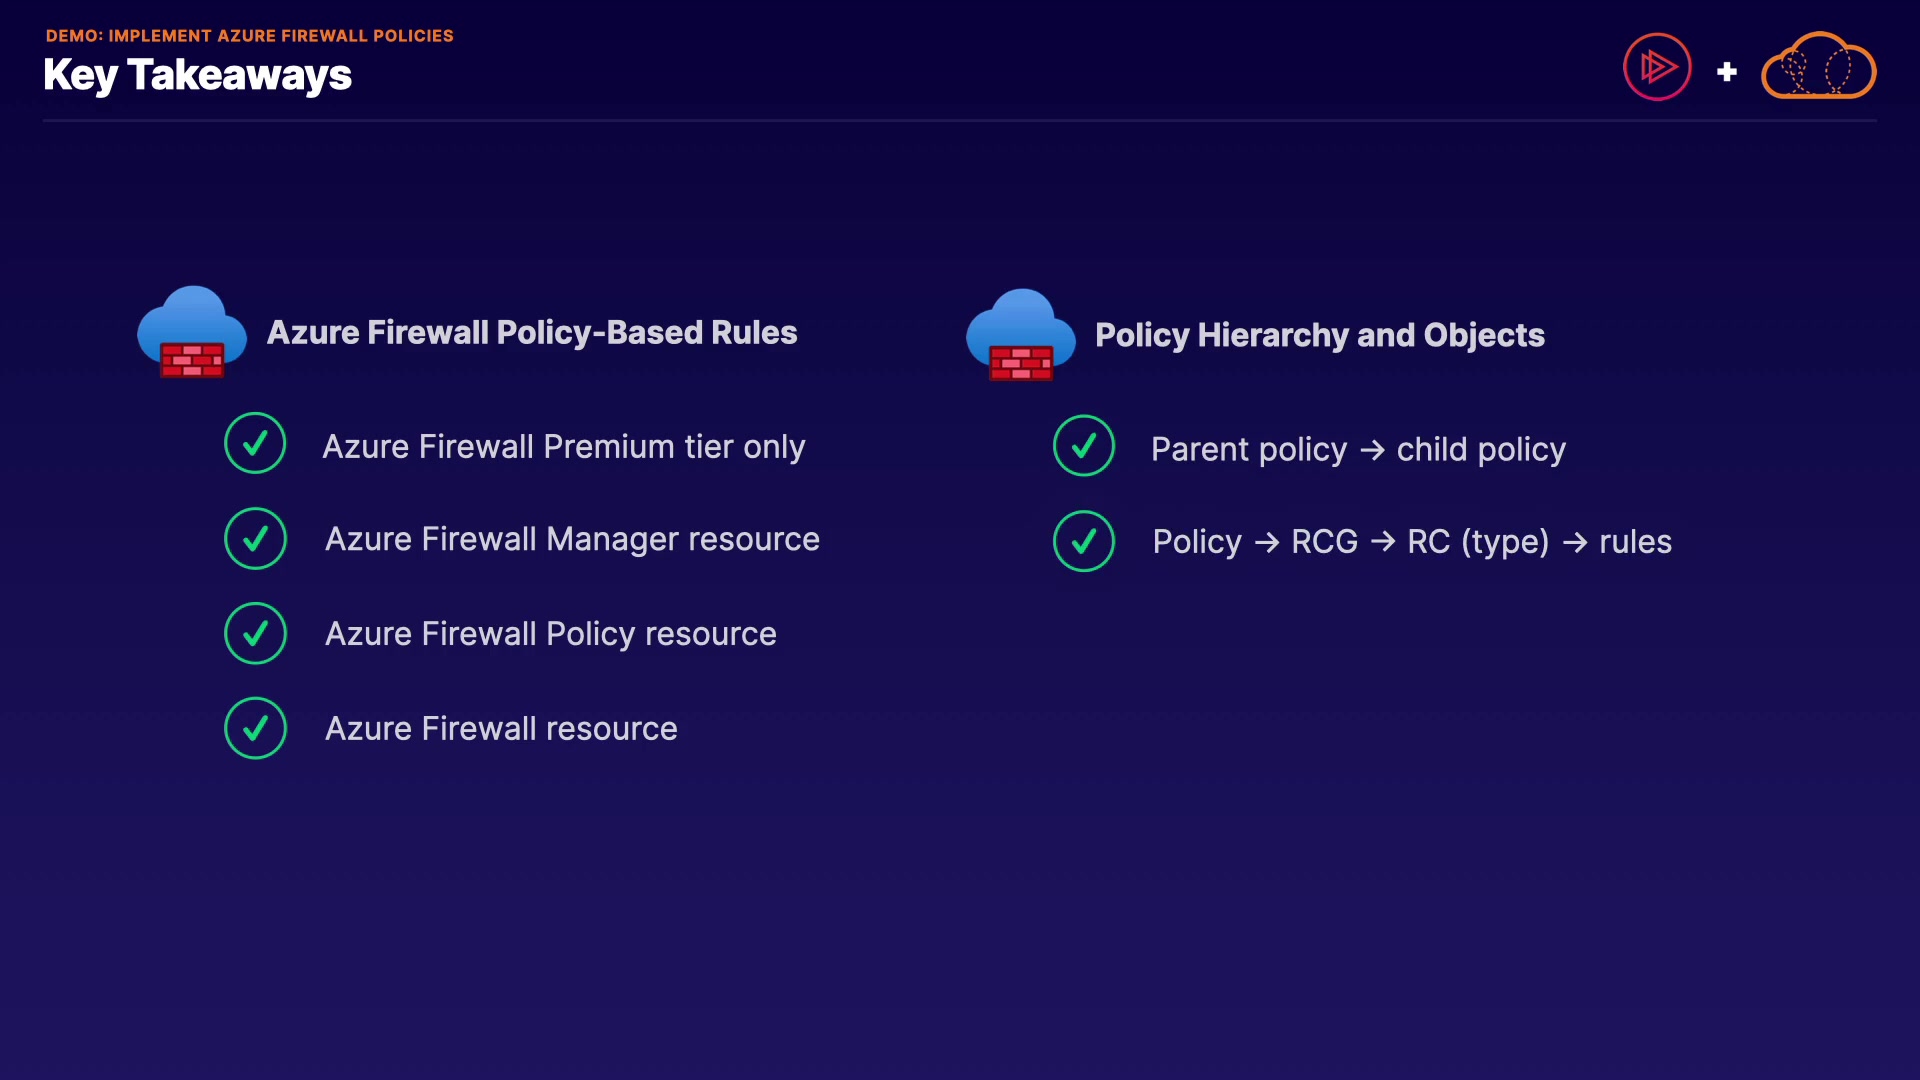 DEMO: IMPLEMENT AZURE FIREWALL POLICIES
Key Takeaways
Azure Firewall Policy-Based Rules
Azure Firewall Premium tier only
Azure Firewall Manager resource
Azure Firewall Policy resource
Azure Firewall resource
Policy Hierarchy and Objects
Parent policy → child policy
Policy → RCG → RC (type) → rules